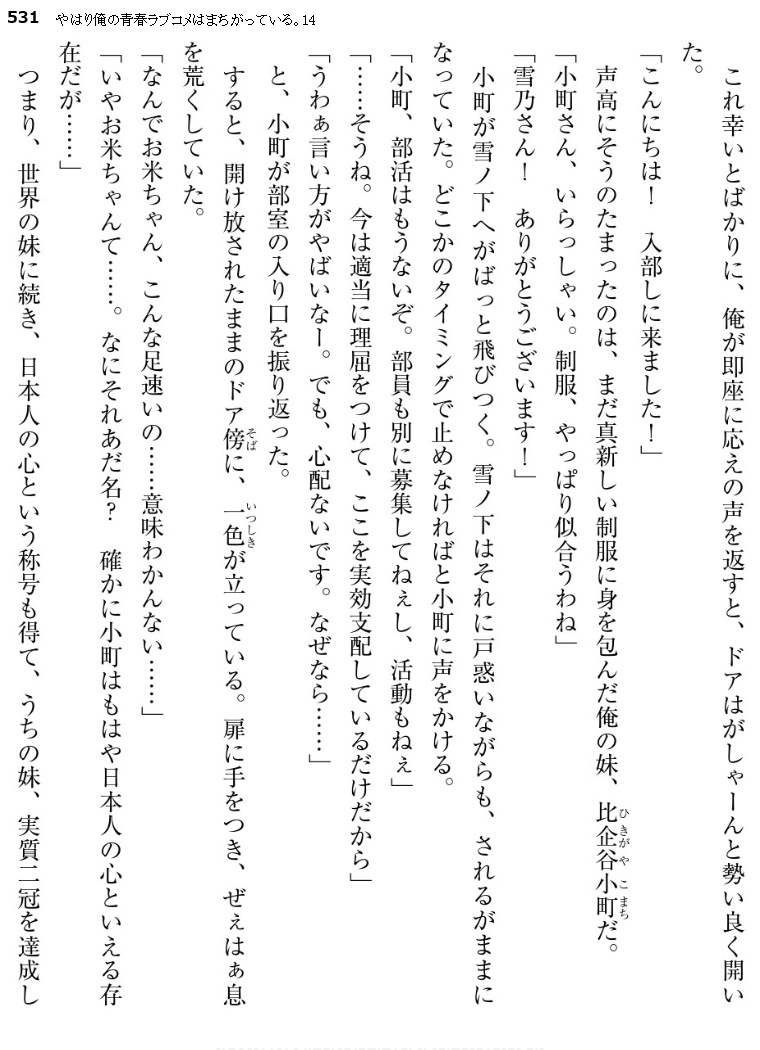 531 やはり俺の青春ラブコメはまちがっている。14
これ幸いとばかりに、俺が即座に応えの声を返すと、ドアはがしゃーんと勢い良く開い
た。
「こんにちは！　入部しに来ました！」
声高にそうのたまったのは、まだ真新しい制服に身を包んだ俺の妹、比企谷小町だ。
ひきがやこまち
「小町さん、いらっしゃい。制服、やっぱり似合うわね」
「雪乃さん！　ありがとうございます！」
小町が雪ノ下へがばっと飛びつく。雪ノ下はそれに戸惑いながらも、されるがままに
なっていた。どこかのタイミングで止めなければと小町に声をかける。
「小町、部活はもうないぞ。部員も別に募集してねぇし、活動もねぇ」
「……そうね。今は適当に理屈をつけて、ここを実効支配しているだけだから」
「うわぁ言い方がやばいなー。でも、心配ないです。なぜなら……」
と、小町が部室の入り口を振り返った。
すると、開け放されたままのドア傍に、一色が立っている。扉に手をつき、ぜぇはぁ息
そば
いつしき
を荒くしていた。
「なんでお米ちゃん、こんな足速いの……意味わかんない……」
「いやお米ちゃんて……。なにそれあだ名？　確かに小町はもはや日本人の心といえる存
在だが……」
つまり、世界の妹に続き、日本人の心という称号も得て、うちの妹、実質二冠を達成し